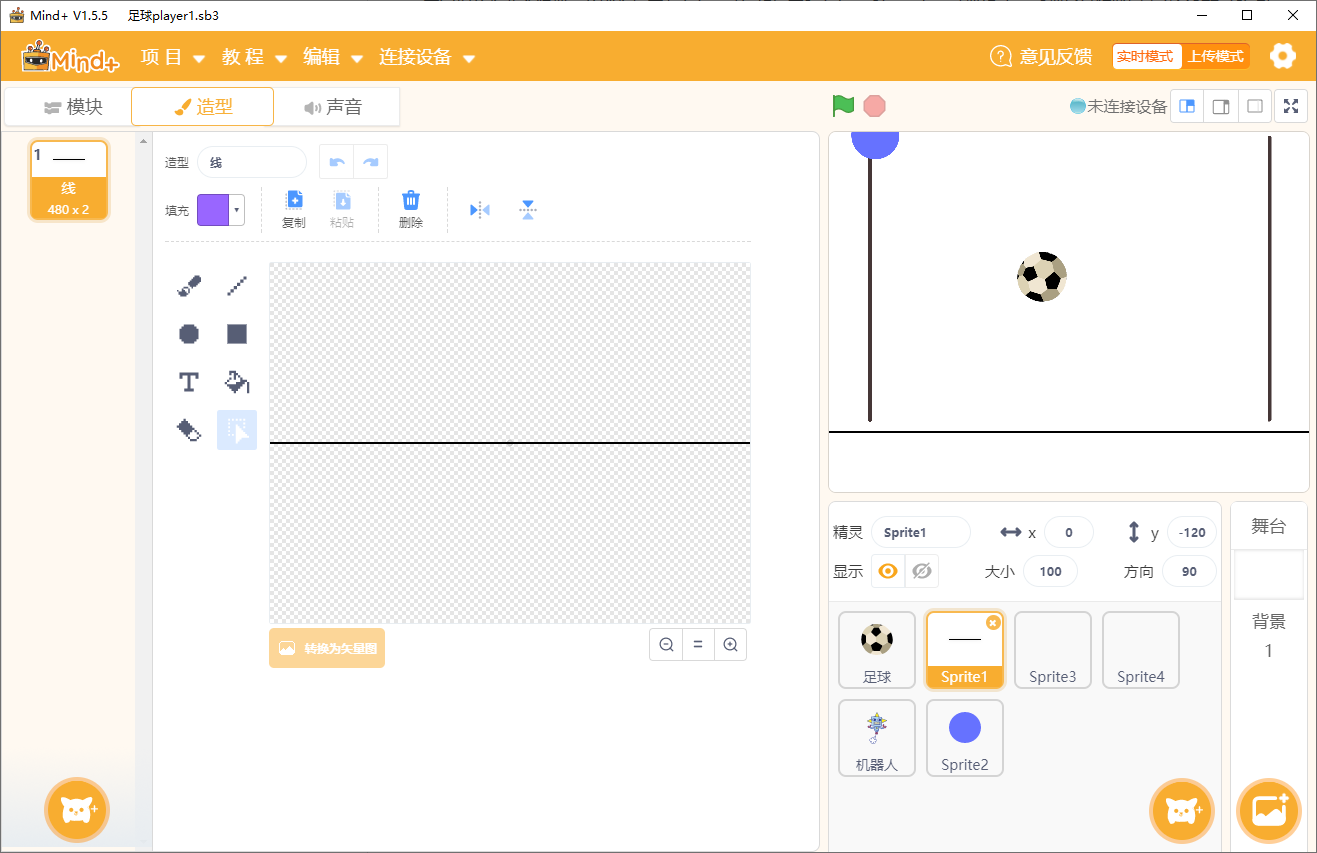 Mind+ V1.5.5 足球player1.sb3
Mind+ 项目 教程 编辑 连接设备 意见反馈 实时模式 上传模式
模块 造型 声音 未连接设备
1
线
480 x 2
造型 线
填充 复制 粘贴 删除
T
转换为矢量图
精灵 Sprite1 x 0 y -120
显示 大小 100 方向 90
足球 Sprite1 Sprite3 Sprite4
机器人 Sprite2
舞台
背景
1